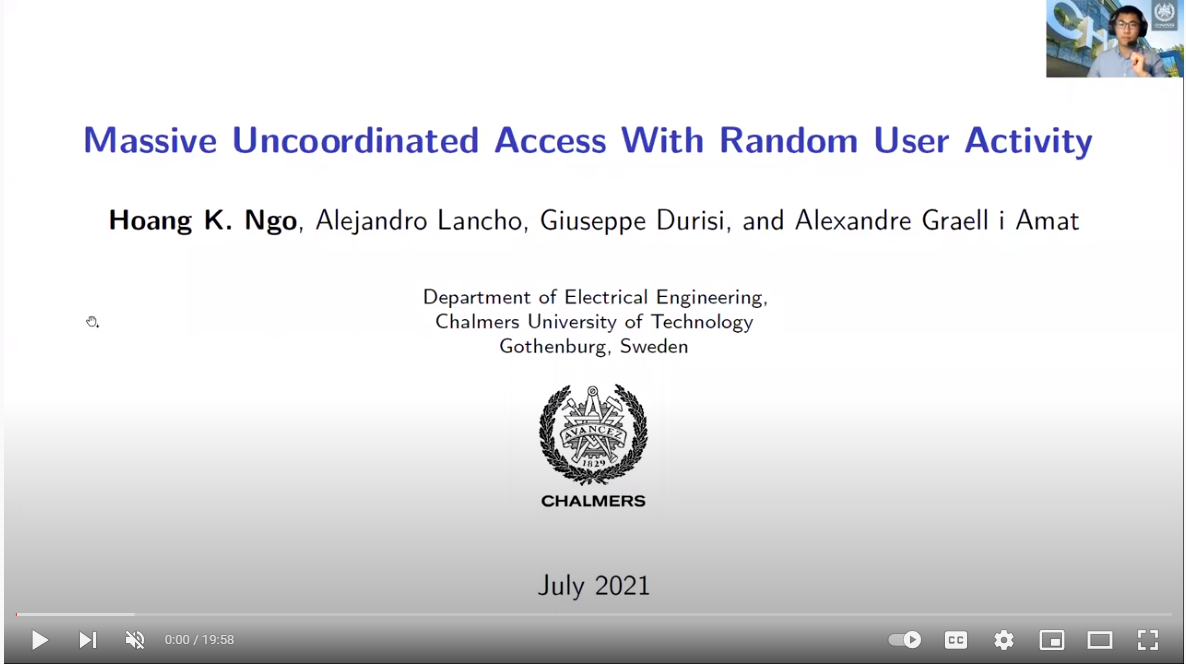 Massive Uncoordinated Access With Random User Activity
Hoang K. Ngo, Alejandro Lancho, Giuseppe Durisi, and Alexandre Graell i Amat
Department of Electrical Engineering,
Chalmers University of Technology
Gothenburg, Sweden
AVANCEZ
1829
CHALMERS
July 2021
0:00 / 19:58
CC